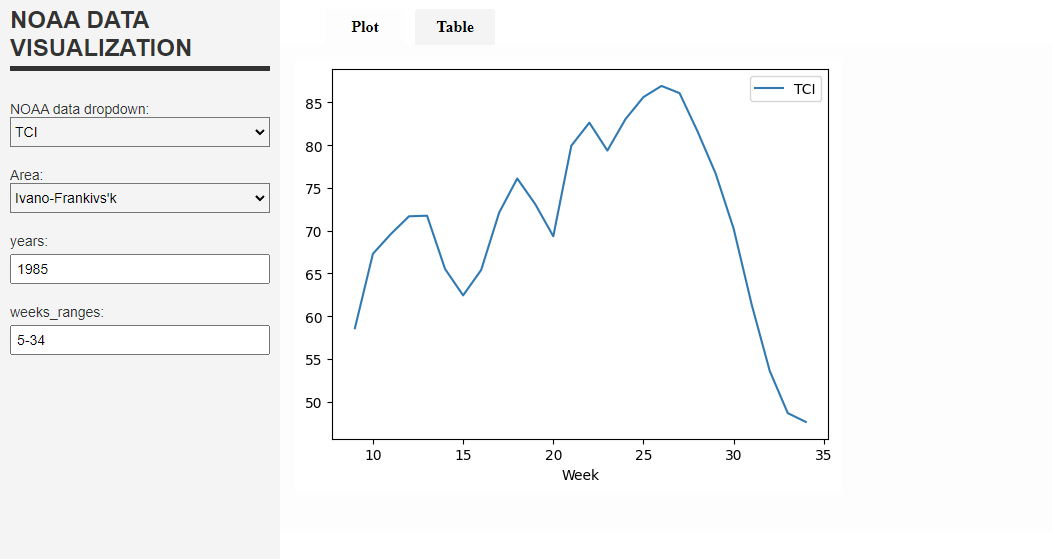 NOAA DATA
VISUALIZATION
NOAA data dropdown:
TCI
Area:
Ivano-Frankivs'k
years:
1985
weeks_ranges:
5-34
Plot Table
TCI
85
80
75
70
65
60
55
50
10 15 20 25 30 35
Week